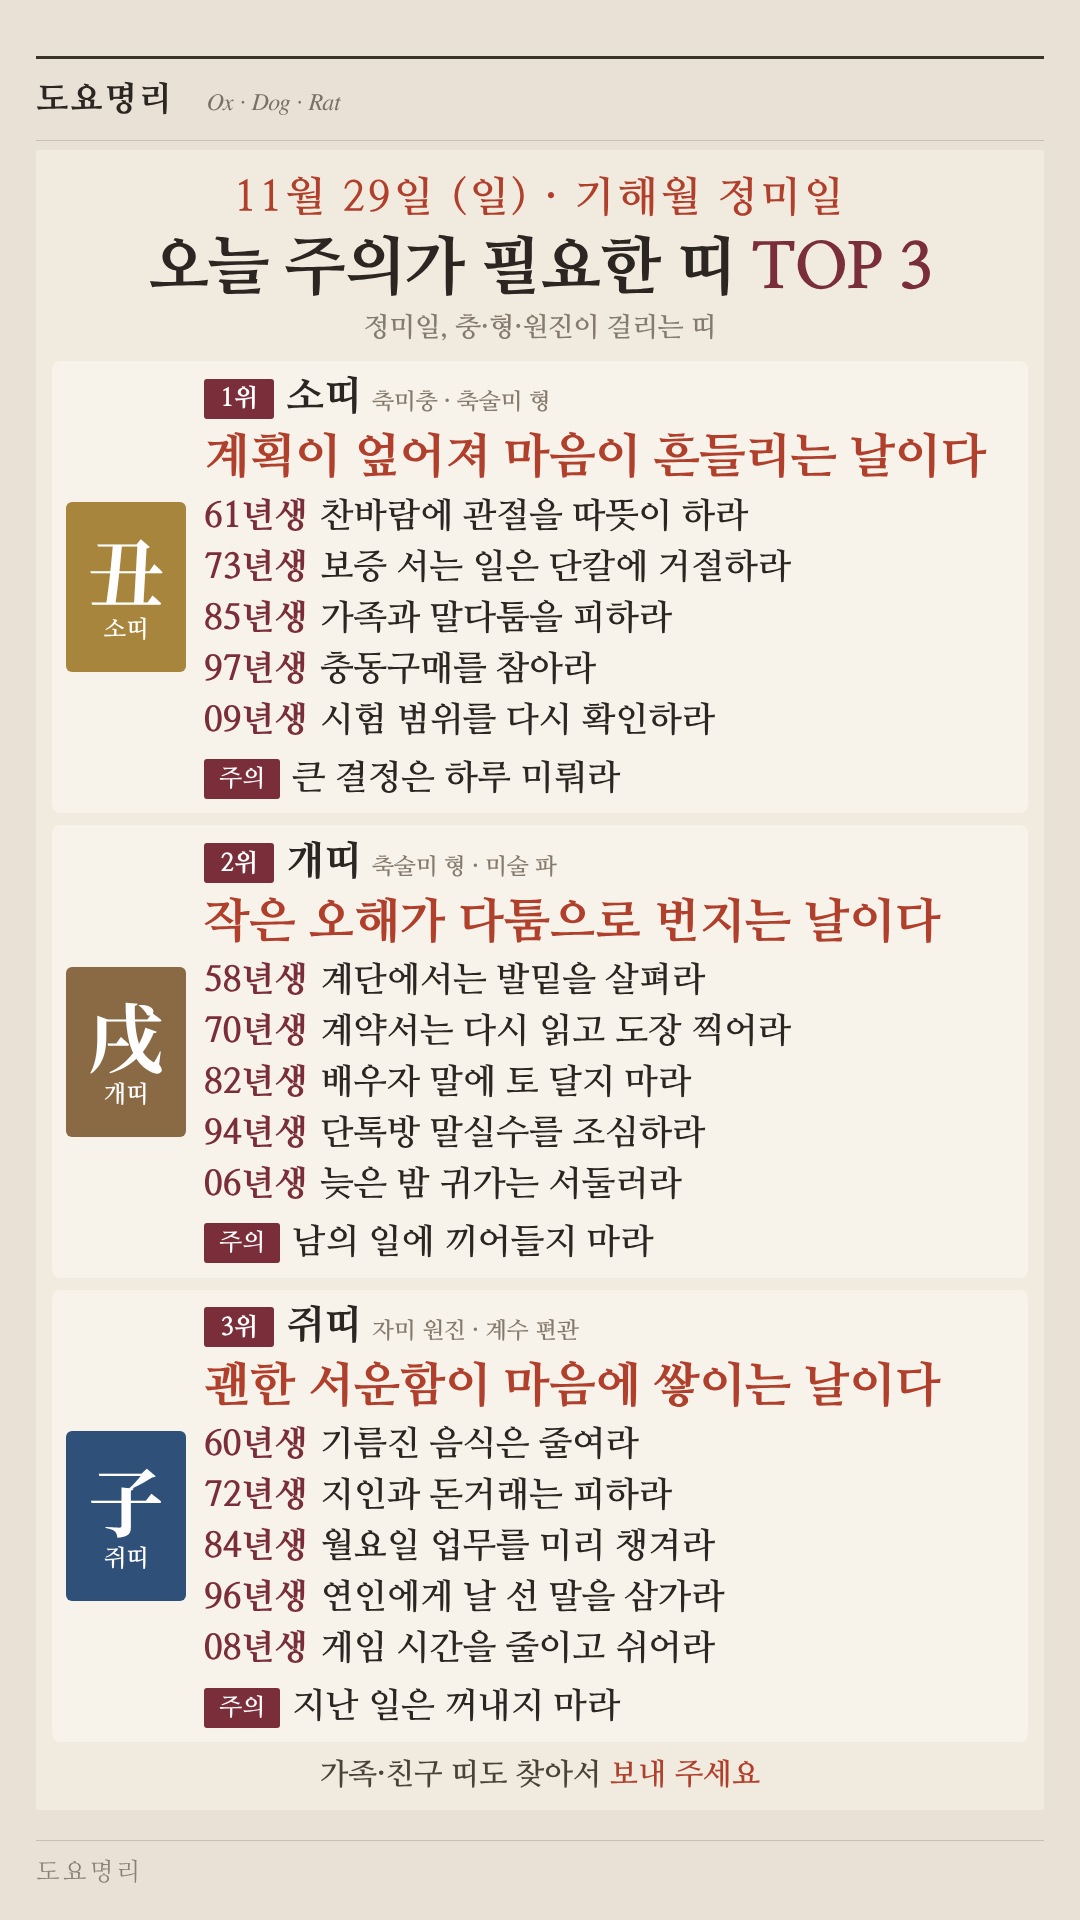 도요명리 Ox · Dog · Rat
11월 29일 (일) · 기해월 정미일
오늘 주의가 필요한 띠 TOP 3
정미일, 충·형·원진이 걸리는 띠
1위 소띠 축미충 · 축술미 형
계획이 엎어져 마음이 흔들리는 날이다
丑
소띠
61년생 찬바람에 관절을 따뜻이 하라
73년생 보증 서는 일은 단칼에 거절하라
85년생 가족과 말다툼을 피하라
97년생 충동구매를 참아라
09년생 시험 범위를 다시 확인하라
주의 큰 결정은 하루 미뤄라
2위 개띠 축술미 형 · 미술 파
작은 오해가 다툼으로 번지는 날이다
戌
개띠
58년생 계단에서는 발밑을 살펴라
70년생 계약서는 다시 읽고 도장 찍어라
82년생 배우자 말에 토 달지 마라
94년생 단톡방 말실수를 조심하라
06년생 늦은 밤 귀가는 서둘러라
주의 남의 일에 끼어들지 마라
3위 쥐띠 자미 원진 · 계수 편관
괜한 서운함이 마음에 쌓이는 날이다
子
쥐띠
60년생 기름진 음식은 줄여라
72년생 지인과 돈거래는 피하라
84년생 월요일 업무를 미리 챙겨라
96년생 연인에게 날 선 말을 삼가라
08년생 게임 시간을 줄이고 쉬어라
주의 지난 일은 꺼내지 마라
가족·친구 띠도 찾아서 보내 주세요
도요명리